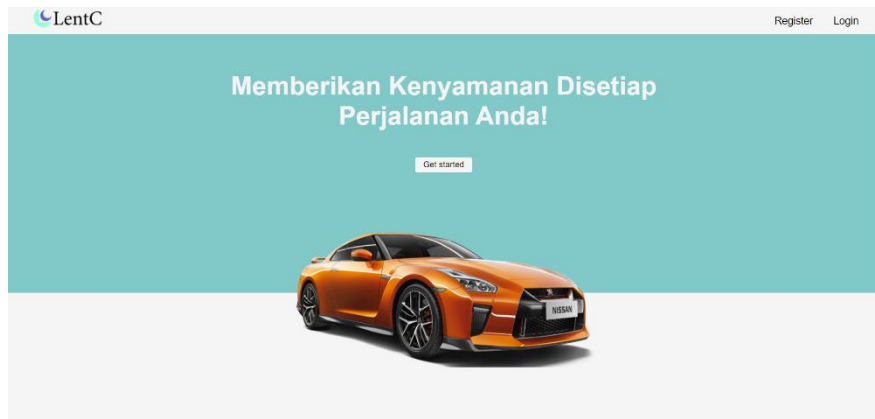 LentC
Register
Login
Memberikan Kenyamanan Disetiap
Perjalanan Anda!
Get started
NISSAN